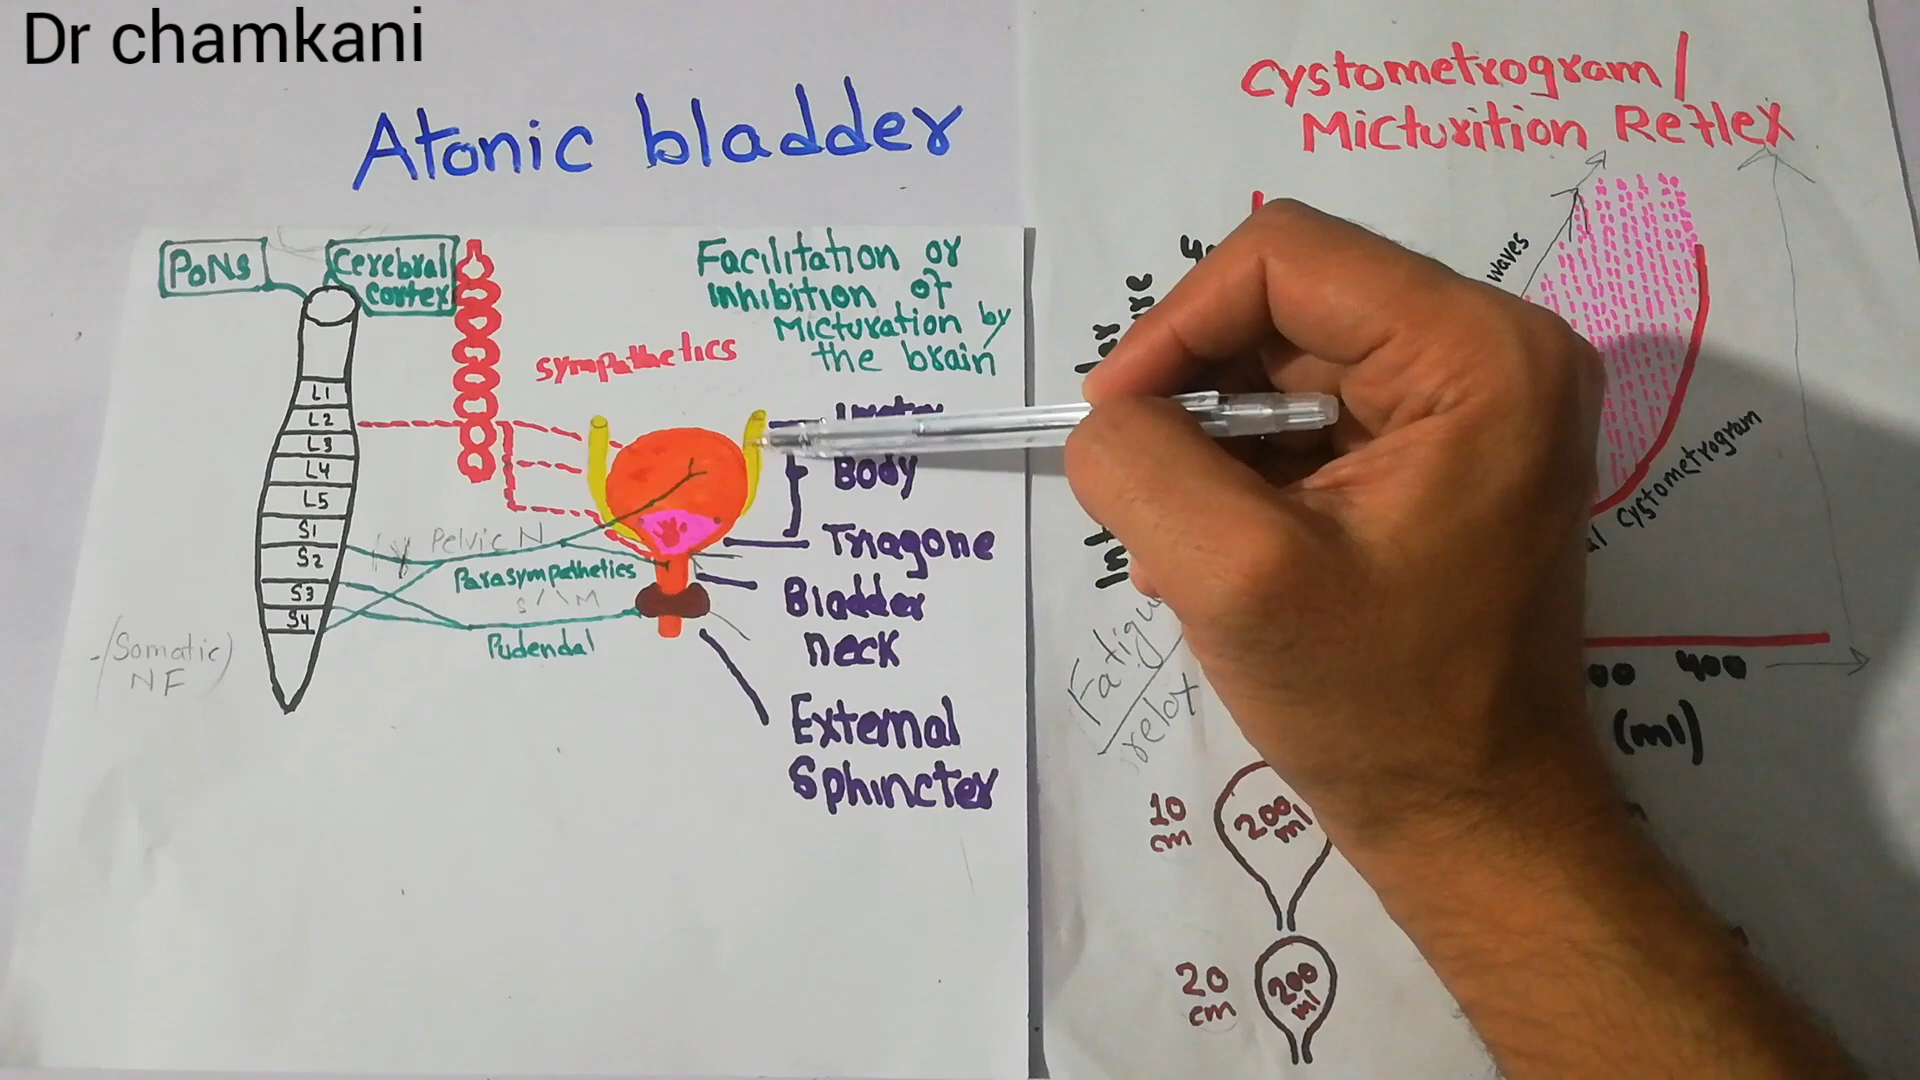 Dr chamkani
Atonic bladder
PoNs
Cerebral
cortex
Facilitation or
inhibition of
Micturation by
the brain
sympathetics
L1
L2
L3
L4
L5
S1
S2
S3
S4
Pelvic N
Parasympathetics
S M
Pudendal
(Somatic)
NF
Body
Triagone
Bladder
neck
External
Sphincter
Cystometrogram/
Micturition Reflex
waves
Cystometrogram
400
(ml)
relax
10
cm
200
ml
20
cm
200
ml